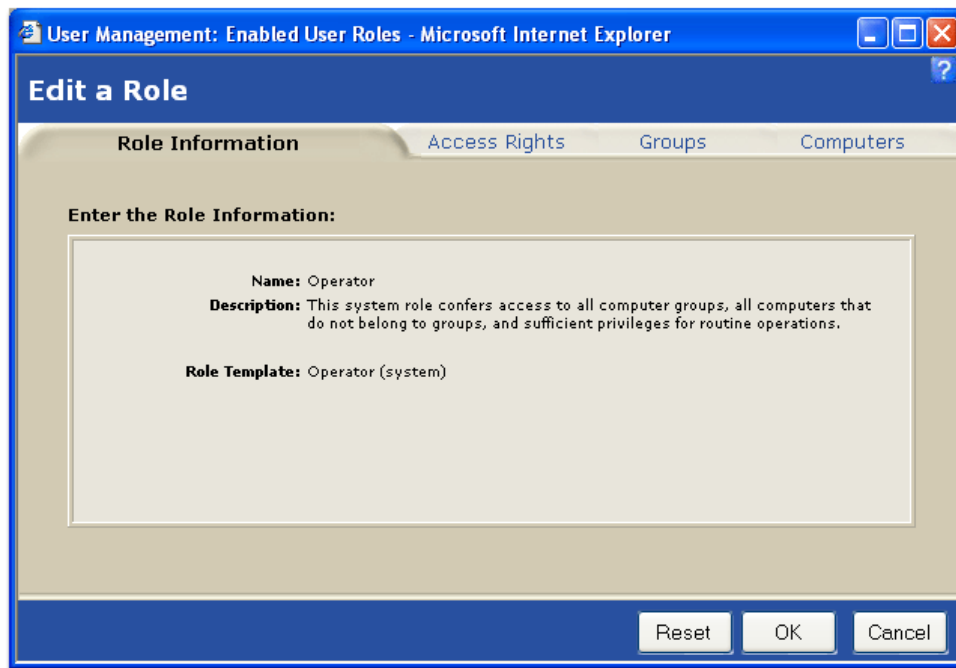 User Management: Enabled User Roles - Microsoft Internet Explorer
?
Edit a Role
Role Information Access Rights Groups Computers
Enter the Role Information:
Name: Operator
Description: This system role confers access to all computer groups, all computers that
do not belong to groups, and sufficient privileges for routine operations.
Role Template: Operator (system)
Reset OK Cancel